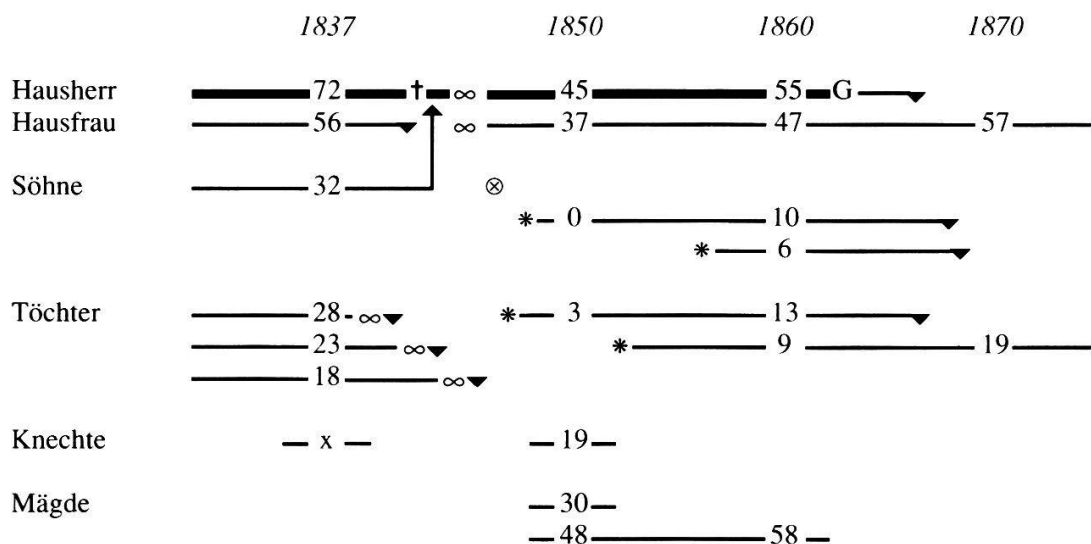 1837 1850 1860 1870
Hausherr 72 † ∞ 45 55 G
Hausfrau 56 ∞ 37 47 57
Söhne 32 ⊗
* 0 10
* 6
Töchter 28 ∞ * 3 13
23 ∞ * 9 19
18 ∞
Knechte x 19
Mägde 30
48 58